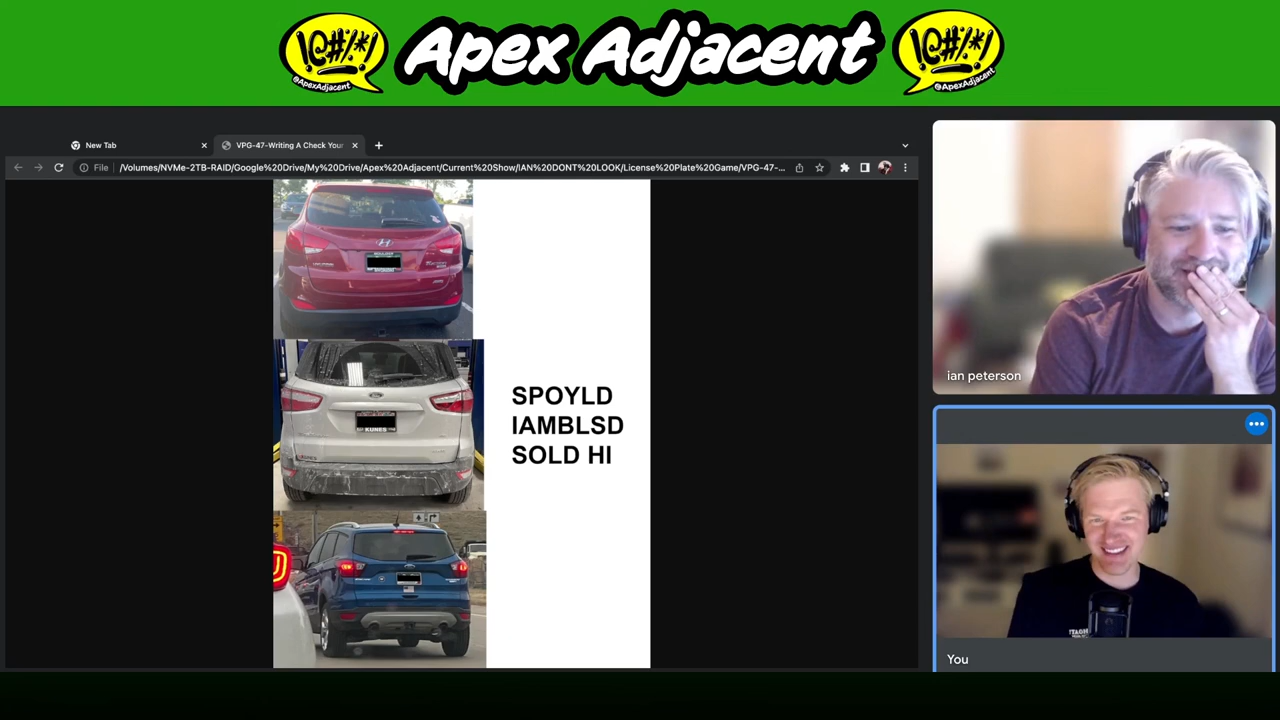 !@#!*!
@ApexAdjacent
Apex Adjacent
!@#!*!
@ApexAdjacent
New Tab
VPG-47-Writing A Check Your
File
/Volumes/NVMe-2TB-RAID/Google%20Drive/My%20Drive/Apex%20Adjacent/Current%20Show/IAN%20DONT%20LOOK/License%20Plate%20Game/VPG-47-...
KUNES
SPOYLD
IAMBLSD
SOLD HI
ian peterson
You